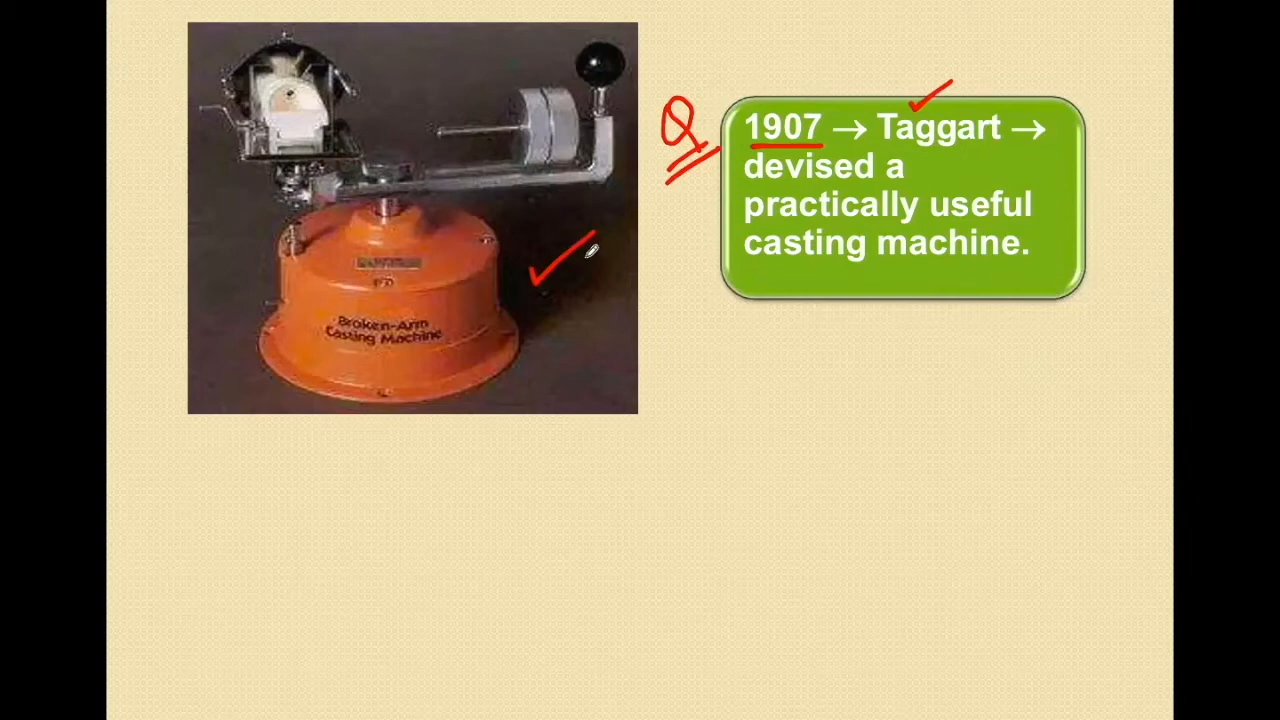 Q
1907 → Taggart →
devised a
practically useful
casting machine.
Broken-Arm
Casting Machine